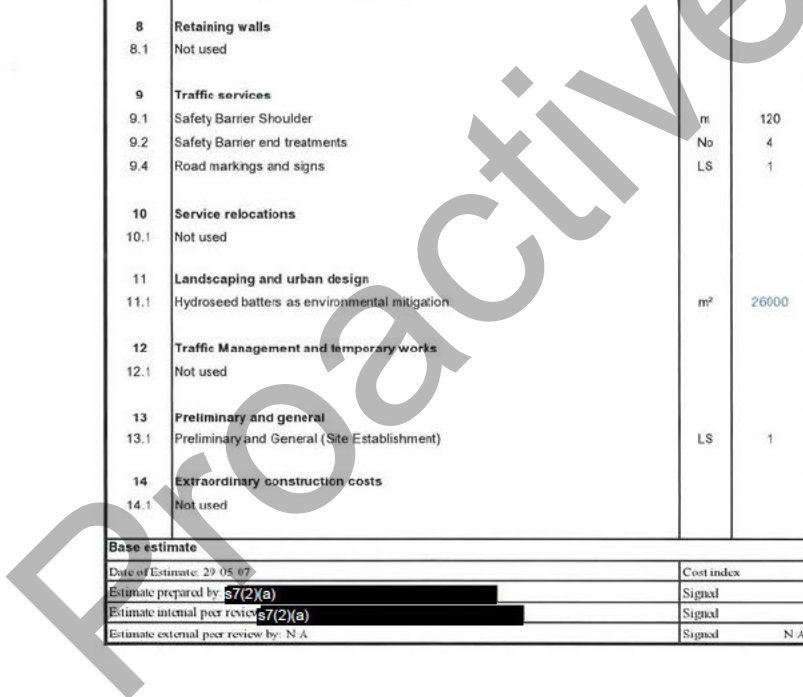 8 Retaining walls
8.1 Not used
9 Traffic services
9.1 Safety Barrier Shoulder m 120
9.2 Safety Barrier end treatments No 4
9.4 Road markings and signs LS 1
10 Service relocations
10.1 Not used
11 Landscaping and urban design
11.1 Hydroseed batters as environmental mitigation m² 26000
12 Traffic Management and temporary works
12.1 Not used
13 Preliminary and general
13.1 Preliminary and General (Site Establishment) LS 1
14 Extraordinary construction costs
14.1 Not used
Base estimate
Date of Estimate: 29 05 07 Cost index
Estimate prepared by: s7(2)(a) Signed
Estimate internal peer review s7(2)(a) Signed
Estimate external peer review by: N/A Signed N/A
Proactive